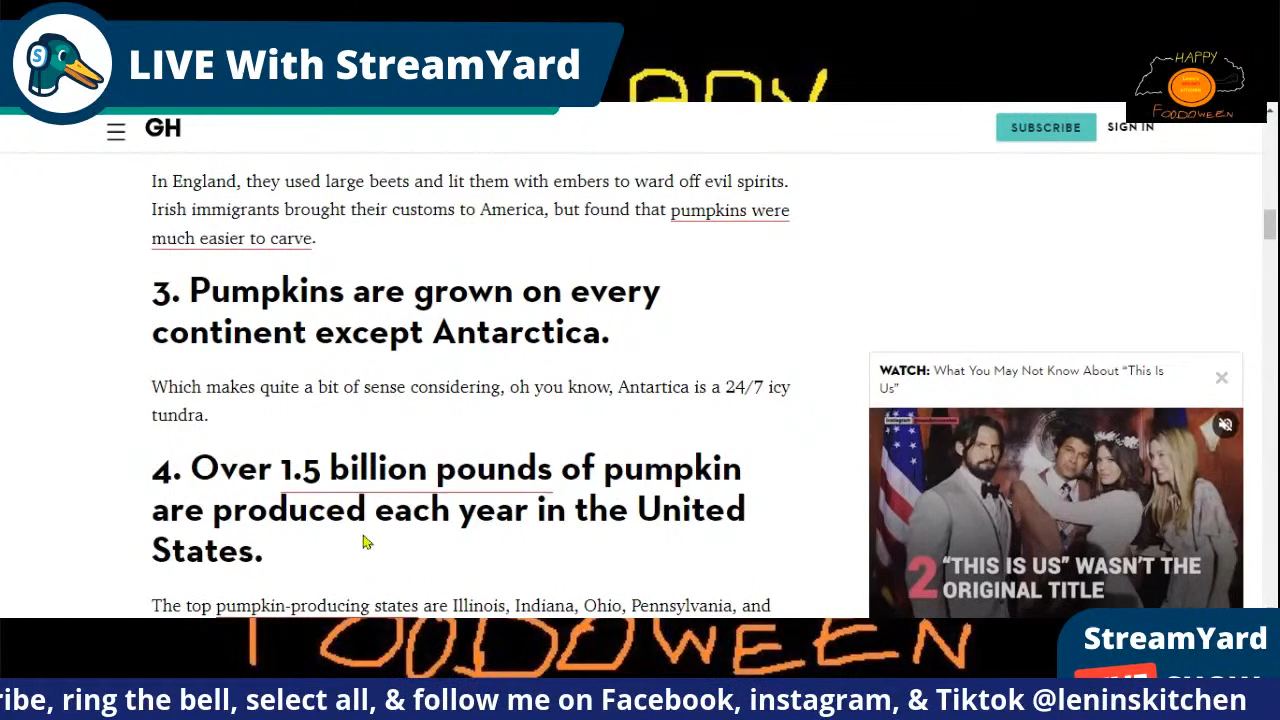 LIVE With StreamYard
S
HAPPY
FOODOWEEN
GH
SUBSCRIBE
SIGN IN
In England, they used large beets and lit them with embers to ward off evil spirits.
Irish immigrants brought their customs to America, but found that pumpkins were
much easier to carve.
3. Pumpkins are grown on every
continent except Antarctica.
Which makes quite a bit of sense considering, oh you know, Antartica is a 24/7 icy
tundra.
4. Over 1.5 billion pounds of pumpkin
are produced each year in the United
States.
The top pumpkin-producing states are Illinois, Indiana, Ohio, Pennsylvania, and
WATCH: What You May Not Know About “This Is
Us”
2 “THIS IS US” WASN’T THE
ORIGINAL TITLE
FOODOWEEN
StreamYard
ribe, ring the bell, select all, & follow me on Facebook, instagram, & Tiktok @leninskitchen